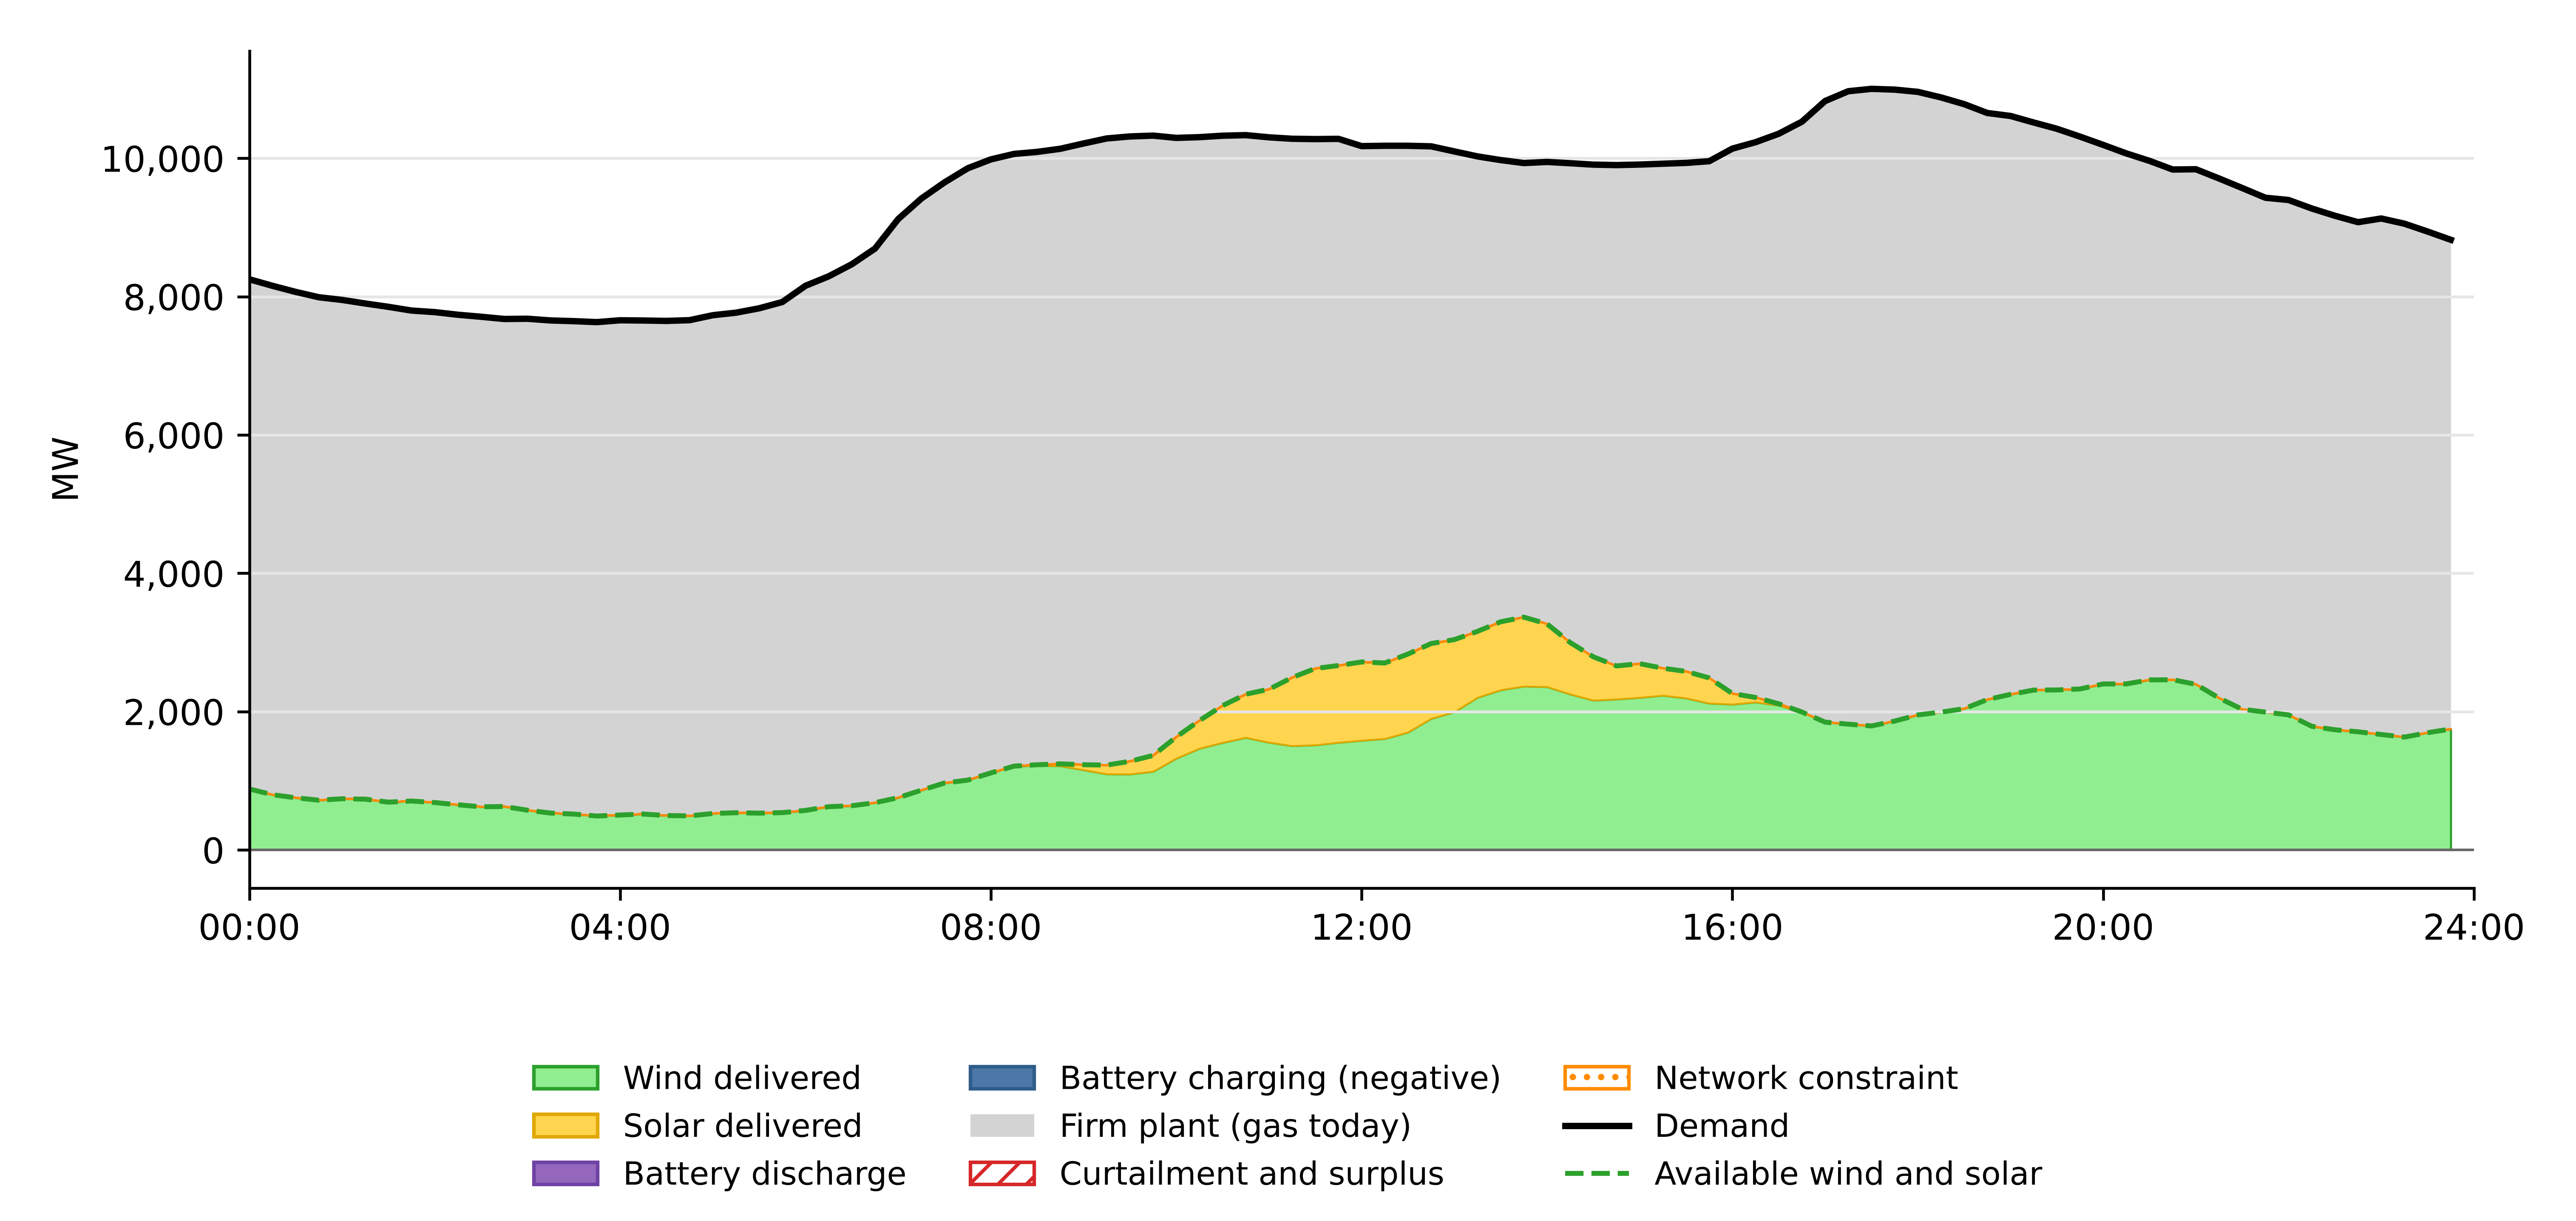 MW
10,000
8,000
6,000
4,000
2,000
0
00:00 04:00 08:00 12:00 16:00 20:00 24:00
Wind delivered Battery charging (negative) Network constraint
Solar delivered Firm plant (gas today) Demand
Battery discharge Curtailment and surplus Available wind and solar